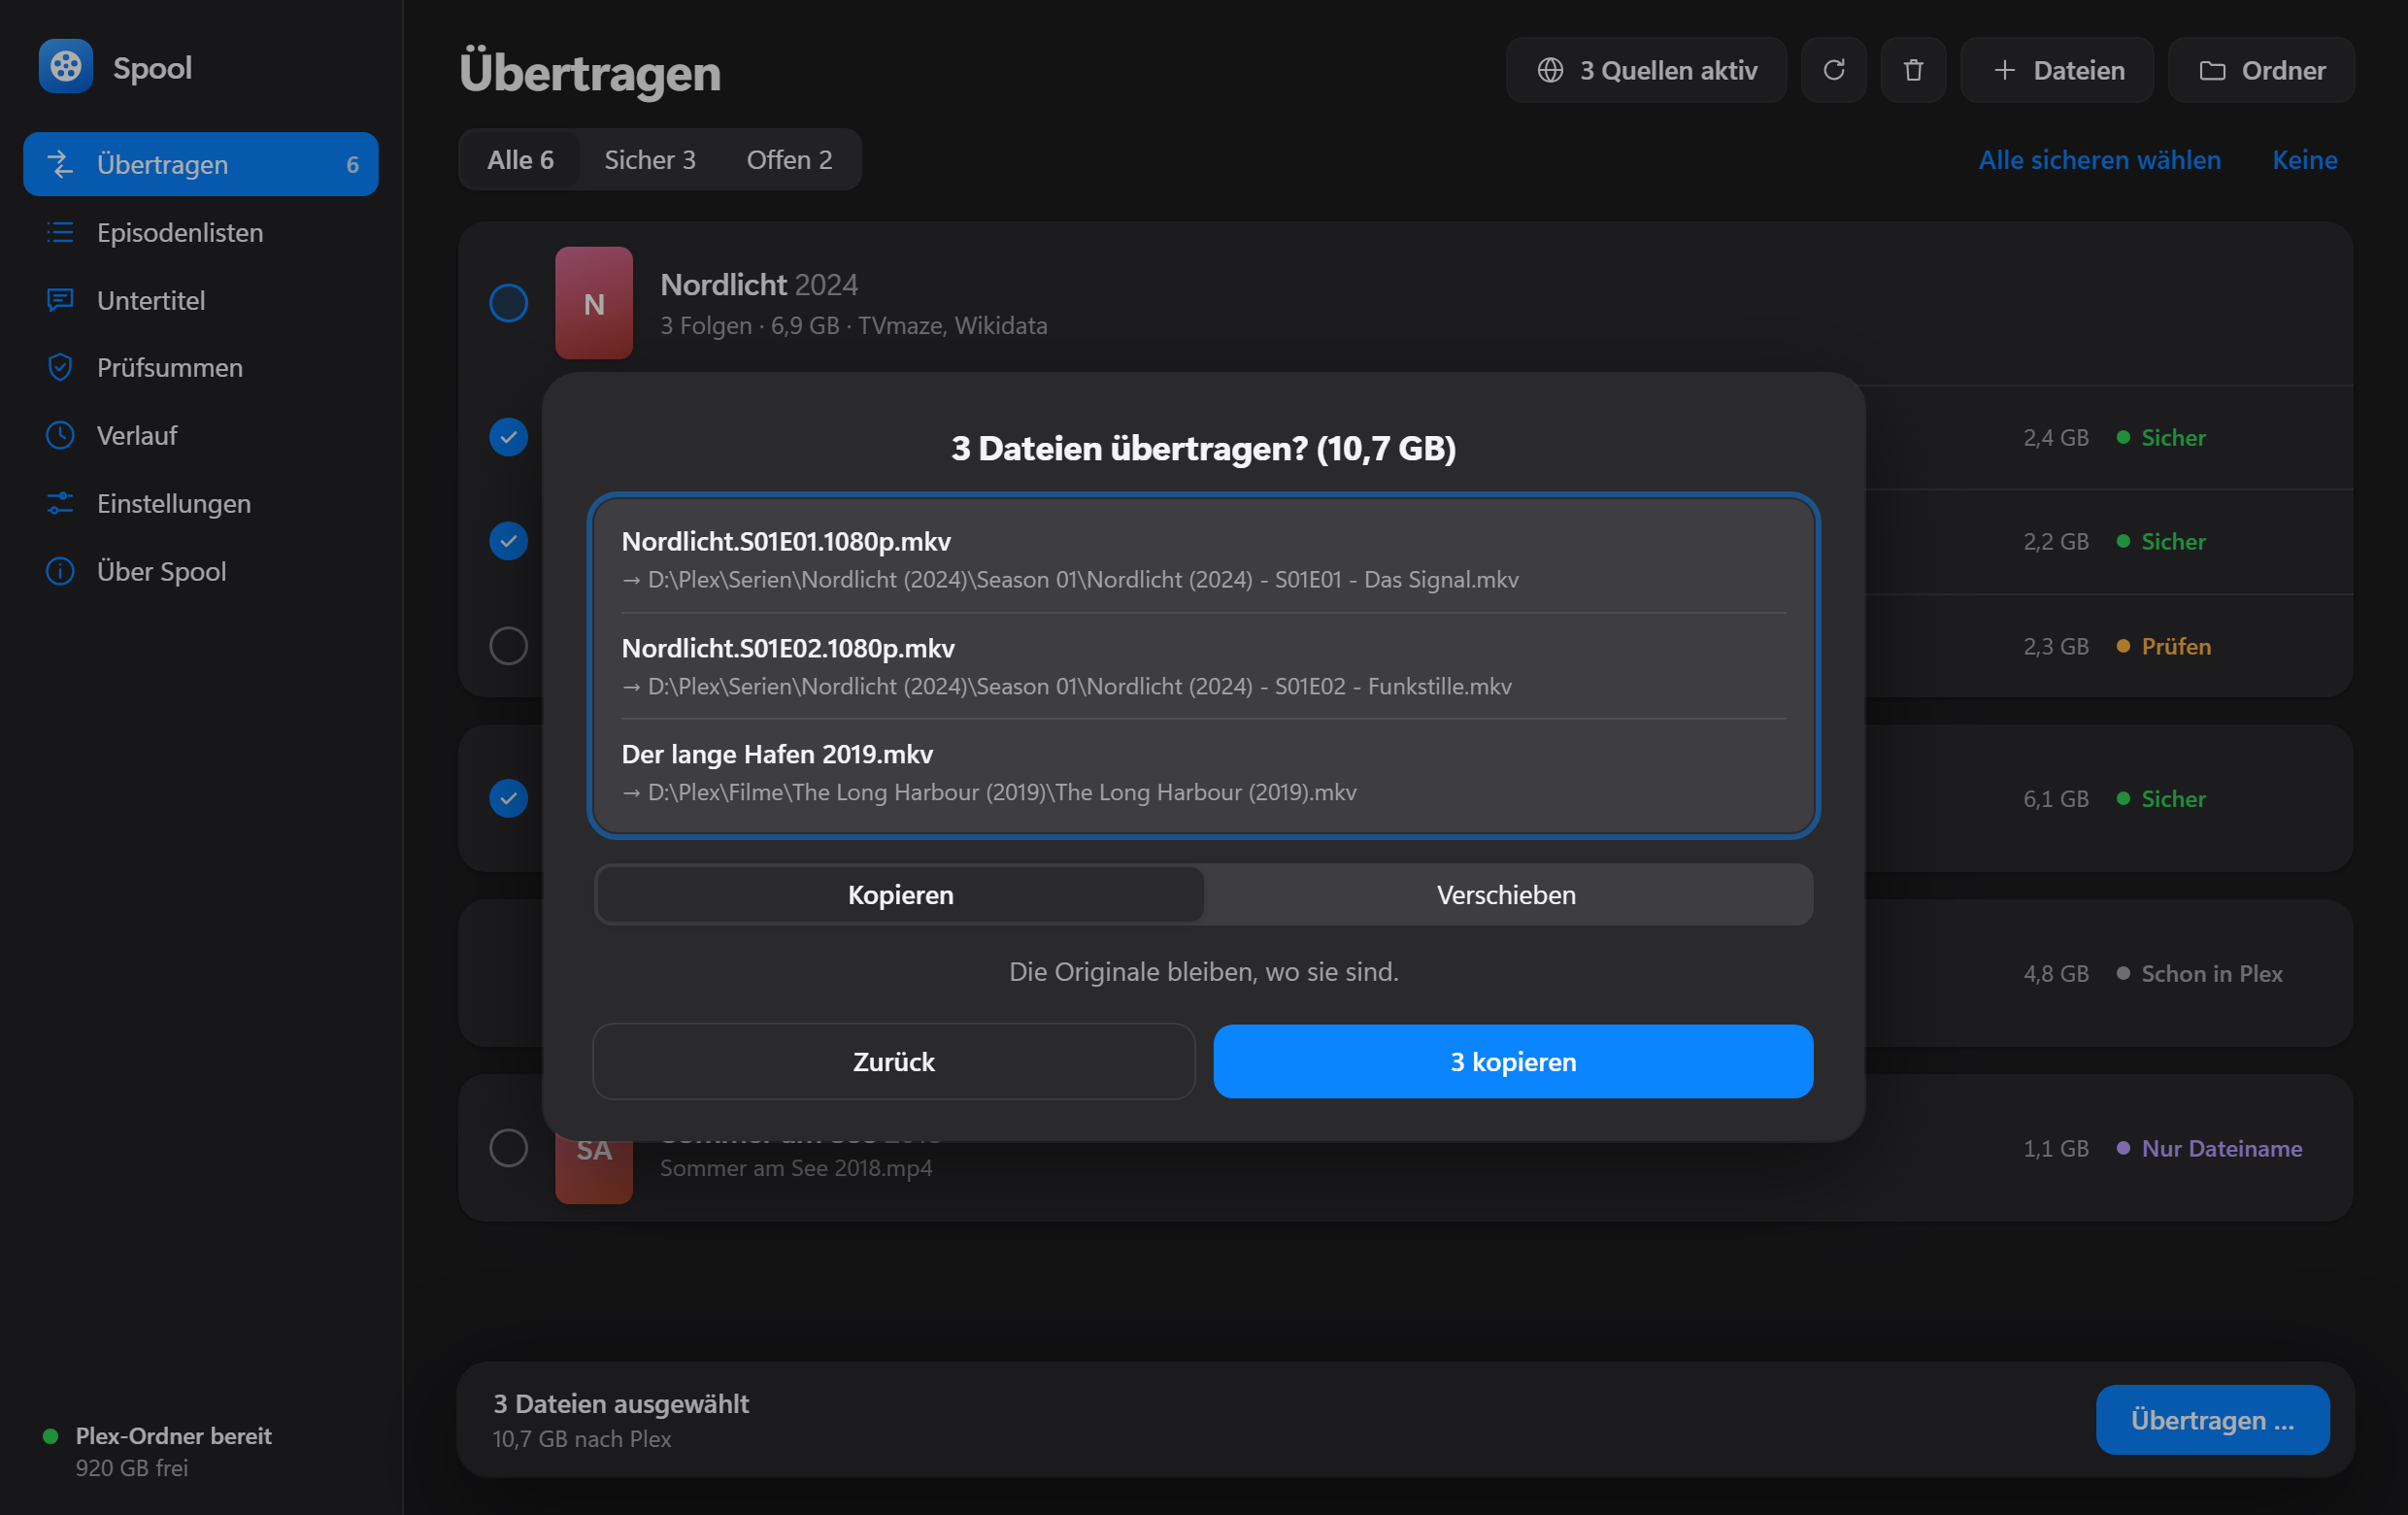 Spool
Übertragen 6
Episodenlisten
Untertitel
Prüfsummen
Verlauf
Einstellungen
Über Spool
Plex-Ordner bereit
920 GB frei
Übertragen
3 Quellen aktiv
Dateien
Ordner
Alle 6
Sicher 3
Offen 2
Alle sicheren wählen
Keine
N
Nordlicht 2024
3 Folgen · 6,9 GB · TVmaze, Wikidata
2,4 GB Sicher
2,2 GB Sicher
2,3 GB Prüfen
6,1 GB Sicher
4,8 GB Schon in Plex
3 Dateien übertragen? (10,7 GB)
Nordlicht.S01E01.1080p.mkv
→ D:\Plex\Serien\Nordlicht (2024)\Season 01\Nordlicht (2024) - S01E01 - Das Signal.mkv
Nordlicht.S01E02.1080p.mkv
→ D:\Plex\Serien\Nordlicht (2024)\Season 01\Nordlicht (2024) - S01E02 - Funkstille.mkv
Der lange Hafen 2019.mkv
→ D:\Plex\Filme\The Long Harbour (2019)\The Long Harbour (2019).mkv
Kopieren
Verschieben
Die Originale bleiben, wo sie sind.
Zurück
3 kopieren
SA
Sommer am See 2018.mp4
1,1 GB Nur Dateiname
3 Dateien ausgewählt
10,7 GB nach Plex
Übertragen ...